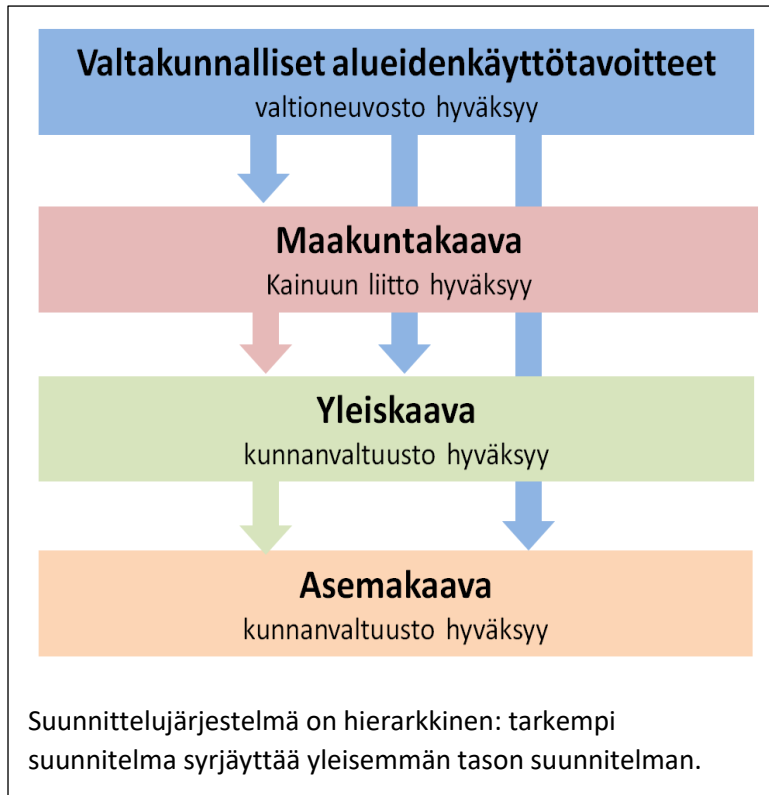 Valtakunnalliset alueidenkäyttötavoitteet
valtioneuvosto hyväksyy
Maakuntakaava
Kainuun liitto hyväksyy
Yleiskaava
kunnanvaltuusto hyväksyy
Asemakaava
kunnanvaltuusto hyväksyy
Suunnittelujärjestelmä on hierarkkinen: tarkempi
suunnitelma syrjäyttää yleisemmän tason suunnitelman.